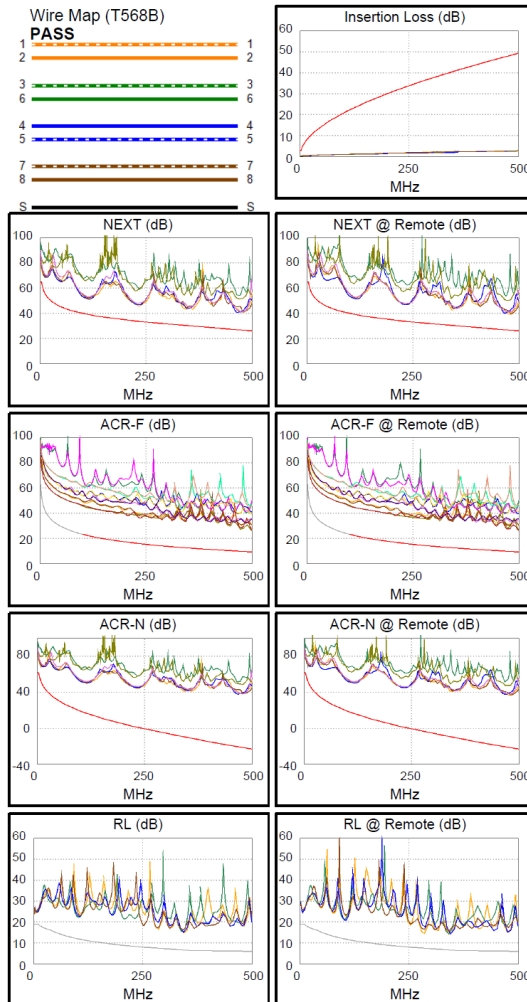 Wire Map (T568B)
PASS
1 1
2 2
3 3
6 6
4 4
5 5
7 7
8 8
S S
Insertion Loss (dB)
60
50
40
30
20
10
0
0 250 500
MHz
NEXT (dB)
100
80
60
40
20
0
0 250 500
MHz
NEXT @ Remote (dB)
100
80
60
40
20
0
0 250 500
MHz
ACR-F (dB)
100
80
60
40
20
0
0 250 500
MHz
ACR-F @ Remote (dB)
100
80
60
40
20
0
0 250 500
MHz
ACR-N (dB)
80
40
0
-40
0 250 500
MHz
ACR-N @ Remote (dB)
80
40
0
-40
0 250 500
MHz
RL (dB)
60
50
40
30
20
10
0
0 250 500
MHz
RL @ Remote (dB)
60
50
40
30
20
10
0
0 250 500
MHz